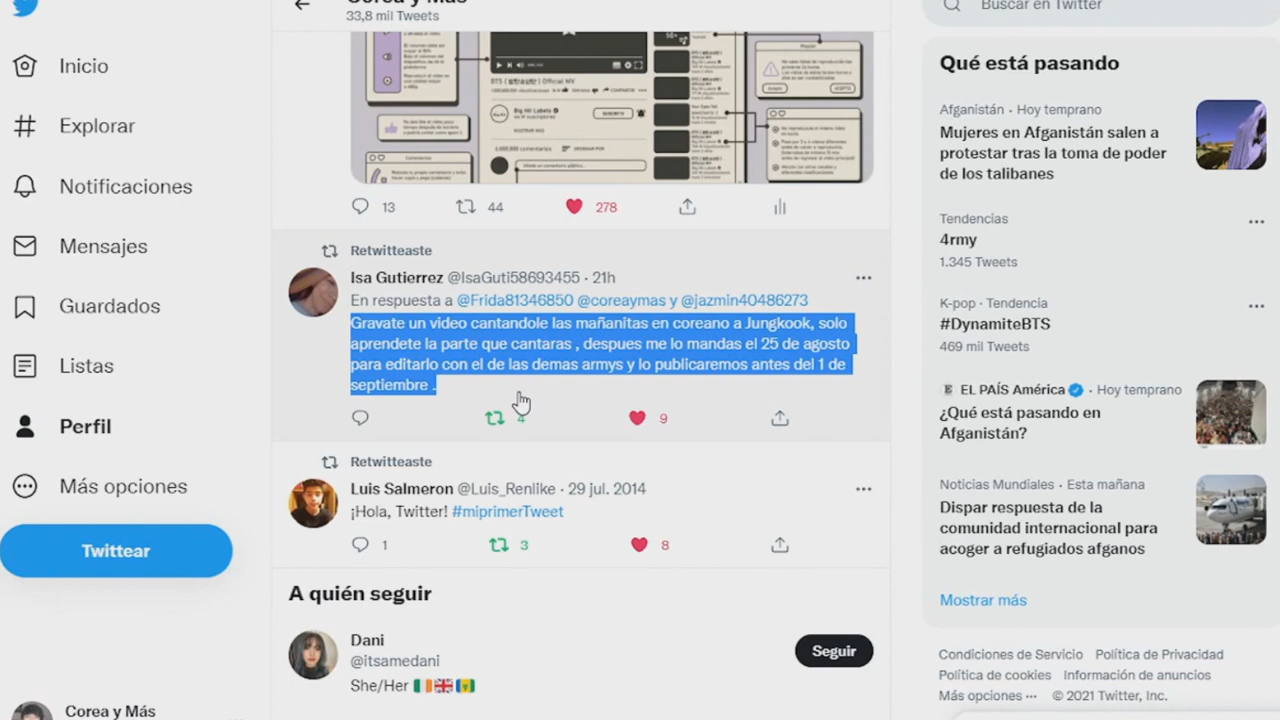 Corea y Más
33,8 mil Tweets
Buscar en Twitter
Inicio
Explorar
Notificaciones
Mensajes
Guardados
Listas
Perfil
Más opciones
Twittear
Corea y Más
BTS | Official MV
Big Hit Labels
13
44
278
Retwitteaste
Isa Gutierrez @IsaGuti58693455 · 21h
En respuesta a @Frida81346850 @coreaymas y @jazmin40486273
Gravate un video cantandole las mañanitas en coreano a Jungkook, solo
aprendete la parte que cantaras , despues me lo mandas el 25 de agosto
para editarlo con el de las demas armys y lo publicaremos antes del 1 de
septiembre .
4
9
Retwitteaste
Luis Salmeron @Luis_Renlike · 29 jul. 2014
¡Hola, Twitter! #miprimerTweet
1
3
8
A quién seguir
Dani
@itsamedani
She/Her
Seguir
Qué está pasando
Afganistán · Hoy temprano
Mujeres en Afganistán salen a
protestar tras la toma de poder
de los talibanes
Tendencias
4rmy
1.345 Tweets
K-pop · Tendencia
#DynamiteBTS
469 mil Tweets
EL PAÍS América · Hoy temprano
¿Qué está pasando en
Afganistán?
Noticias Mundiales · Esta mañana
Dispar respuesta de la
comunidad internacional para
acoger a refugiados afganos
Mostrar más
Condiciones de Servicio Política de Privacidad
Política de cookies Información de anuncios
Más opciones ··· © 2021 Twitter, Inc.